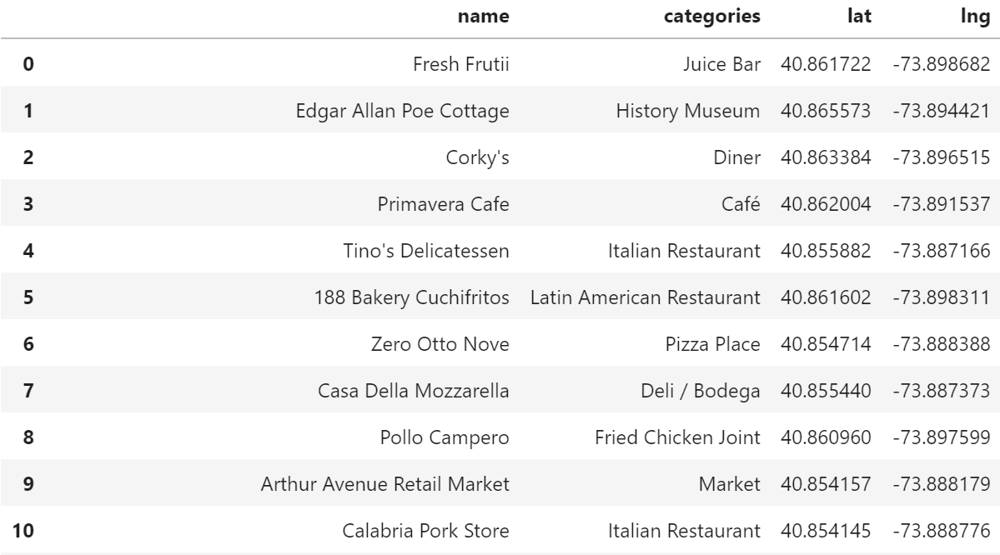 name categories lat lng
0 Fresh Frutii Juice Bar 40.861722 -73.898682
1 Edgar Allan Poe Cottage History Museum 40.865573 -73.894421
2 Corky's Diner 40.863384 -73.896515
3 Primavera Cafe Café 40.862004 -73.891537
4 Tino's Delicatessen Italian Restaurant 40.855882 -73.887166
5 188 Bakery Cuchifritos Latin American Restaurant 40.861602 -73.898311
6 Zero Otto Nove Pizza Place 40.854714 -73.888388
7 Casa Della Mozzarella Deli / Bodega 40.855440 -73.887373
8 Pollo Campero Fried Chicken Joint 40.860960 -73.897599
9 Arthur Avenue Retail Market Market 40.854157 -73.888179
10 Calabria Pork Store Italian Restaurant 40.854145 -73.888776